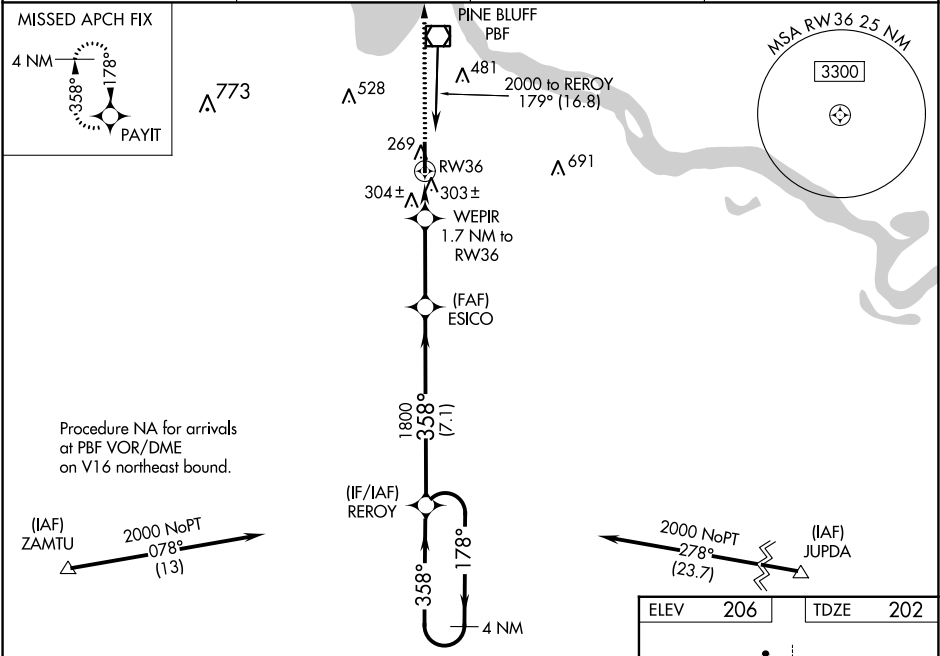 MISSED APCH FIX
4 NM
358°
178°
PAYIT
773
528
PINE BLUFF
PBF
481
2000 to REROY
179° (16.8)
MSA RW36 25 NM
3300
269
RW36
691
304±
303±
WEPIR
1.7 NM to
RW36
(FAF)
ESICO
1800
358°
(7.1)
Procedure NA for arrivals
at PBF VOR/DME
on V16 northeast bound.
(IF/IAF)
REROY
(IAF)
ZAMTU
2000 NoPT
078°
(13)
2000 NoPT
278°
(23.7)
(IAF)
JUPDA
358°
178°
4 NM
ELEV 206
TDZE 202